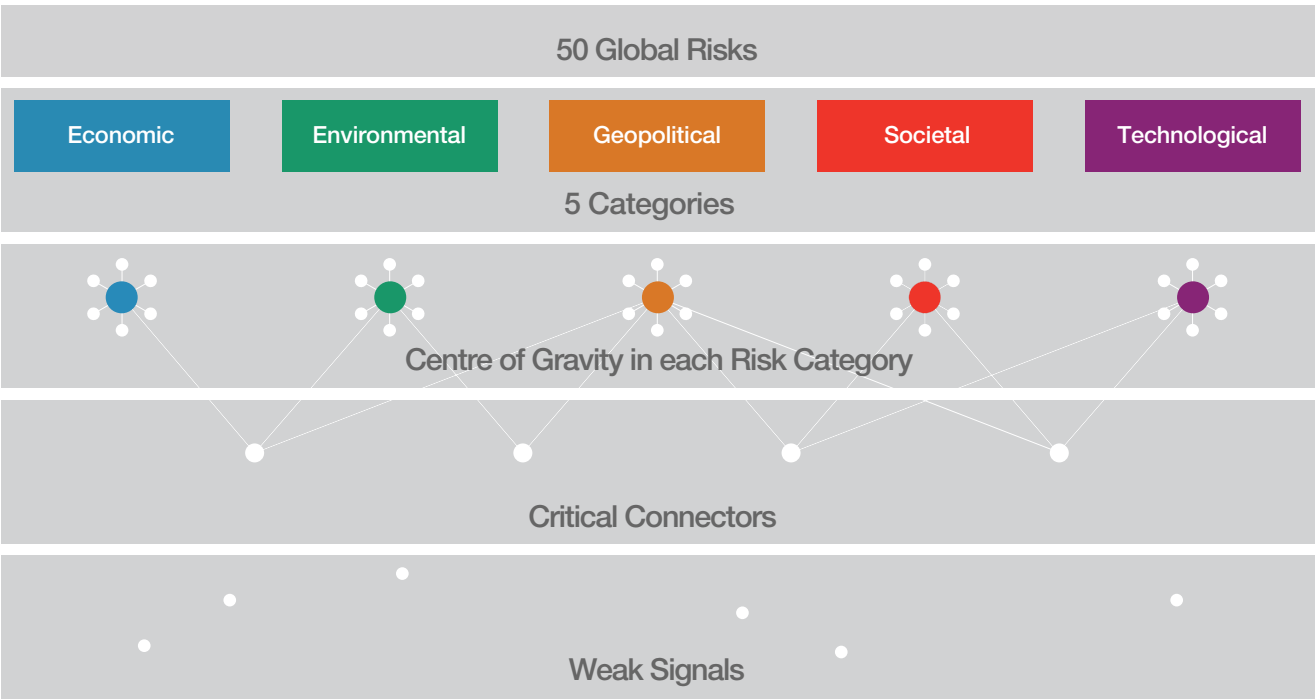 50 Global Risks
Economic
Environmental
Geopolitical
Societal
Technological
5 Categories
Centre of Gravity in each Risk Category
Critical Connectors
Weak Signals